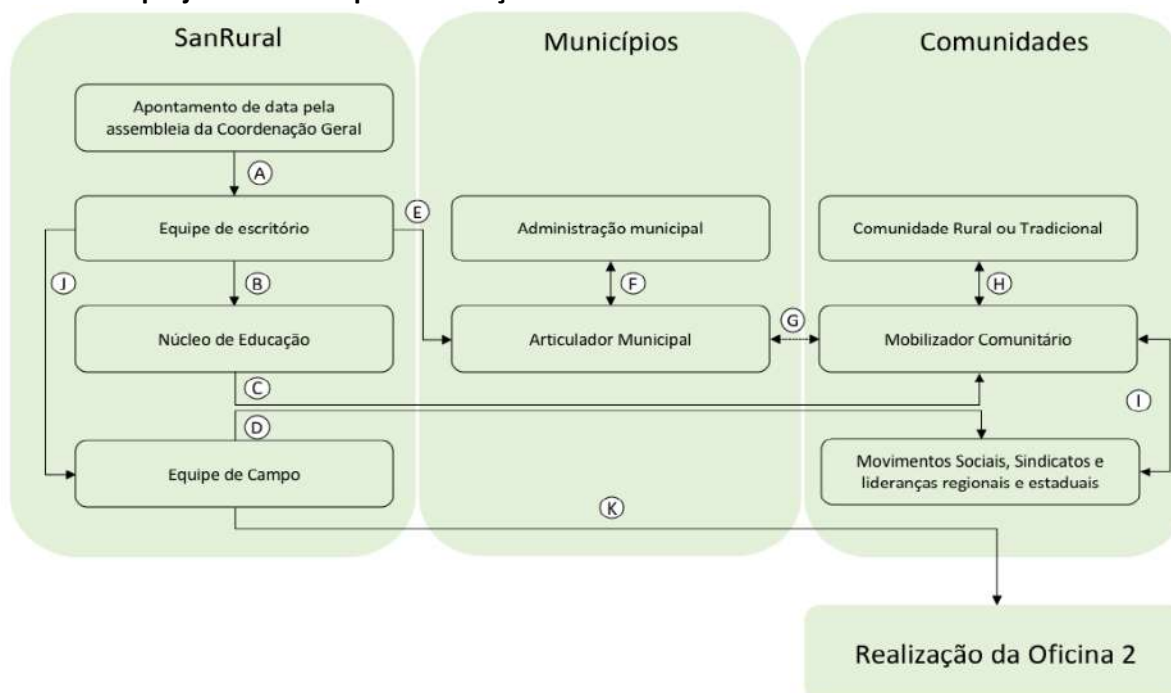 SanRural
Municípios
Comunidades
Apontamento de data pela
assembleia da Coordenação Geral
A
Equipe de escritório
E
Administração municipal
Comunidade Rural ou Tradicional
J
B
F
H
Núcleo de Educação
Articulador Municipal
G
Mobilizador Comunitário
C
I
D
Equipe de Campo
Movimentos Sociais, Sindicatos e
lideranças regionais e estaduais
K
Realização da Oficina 2